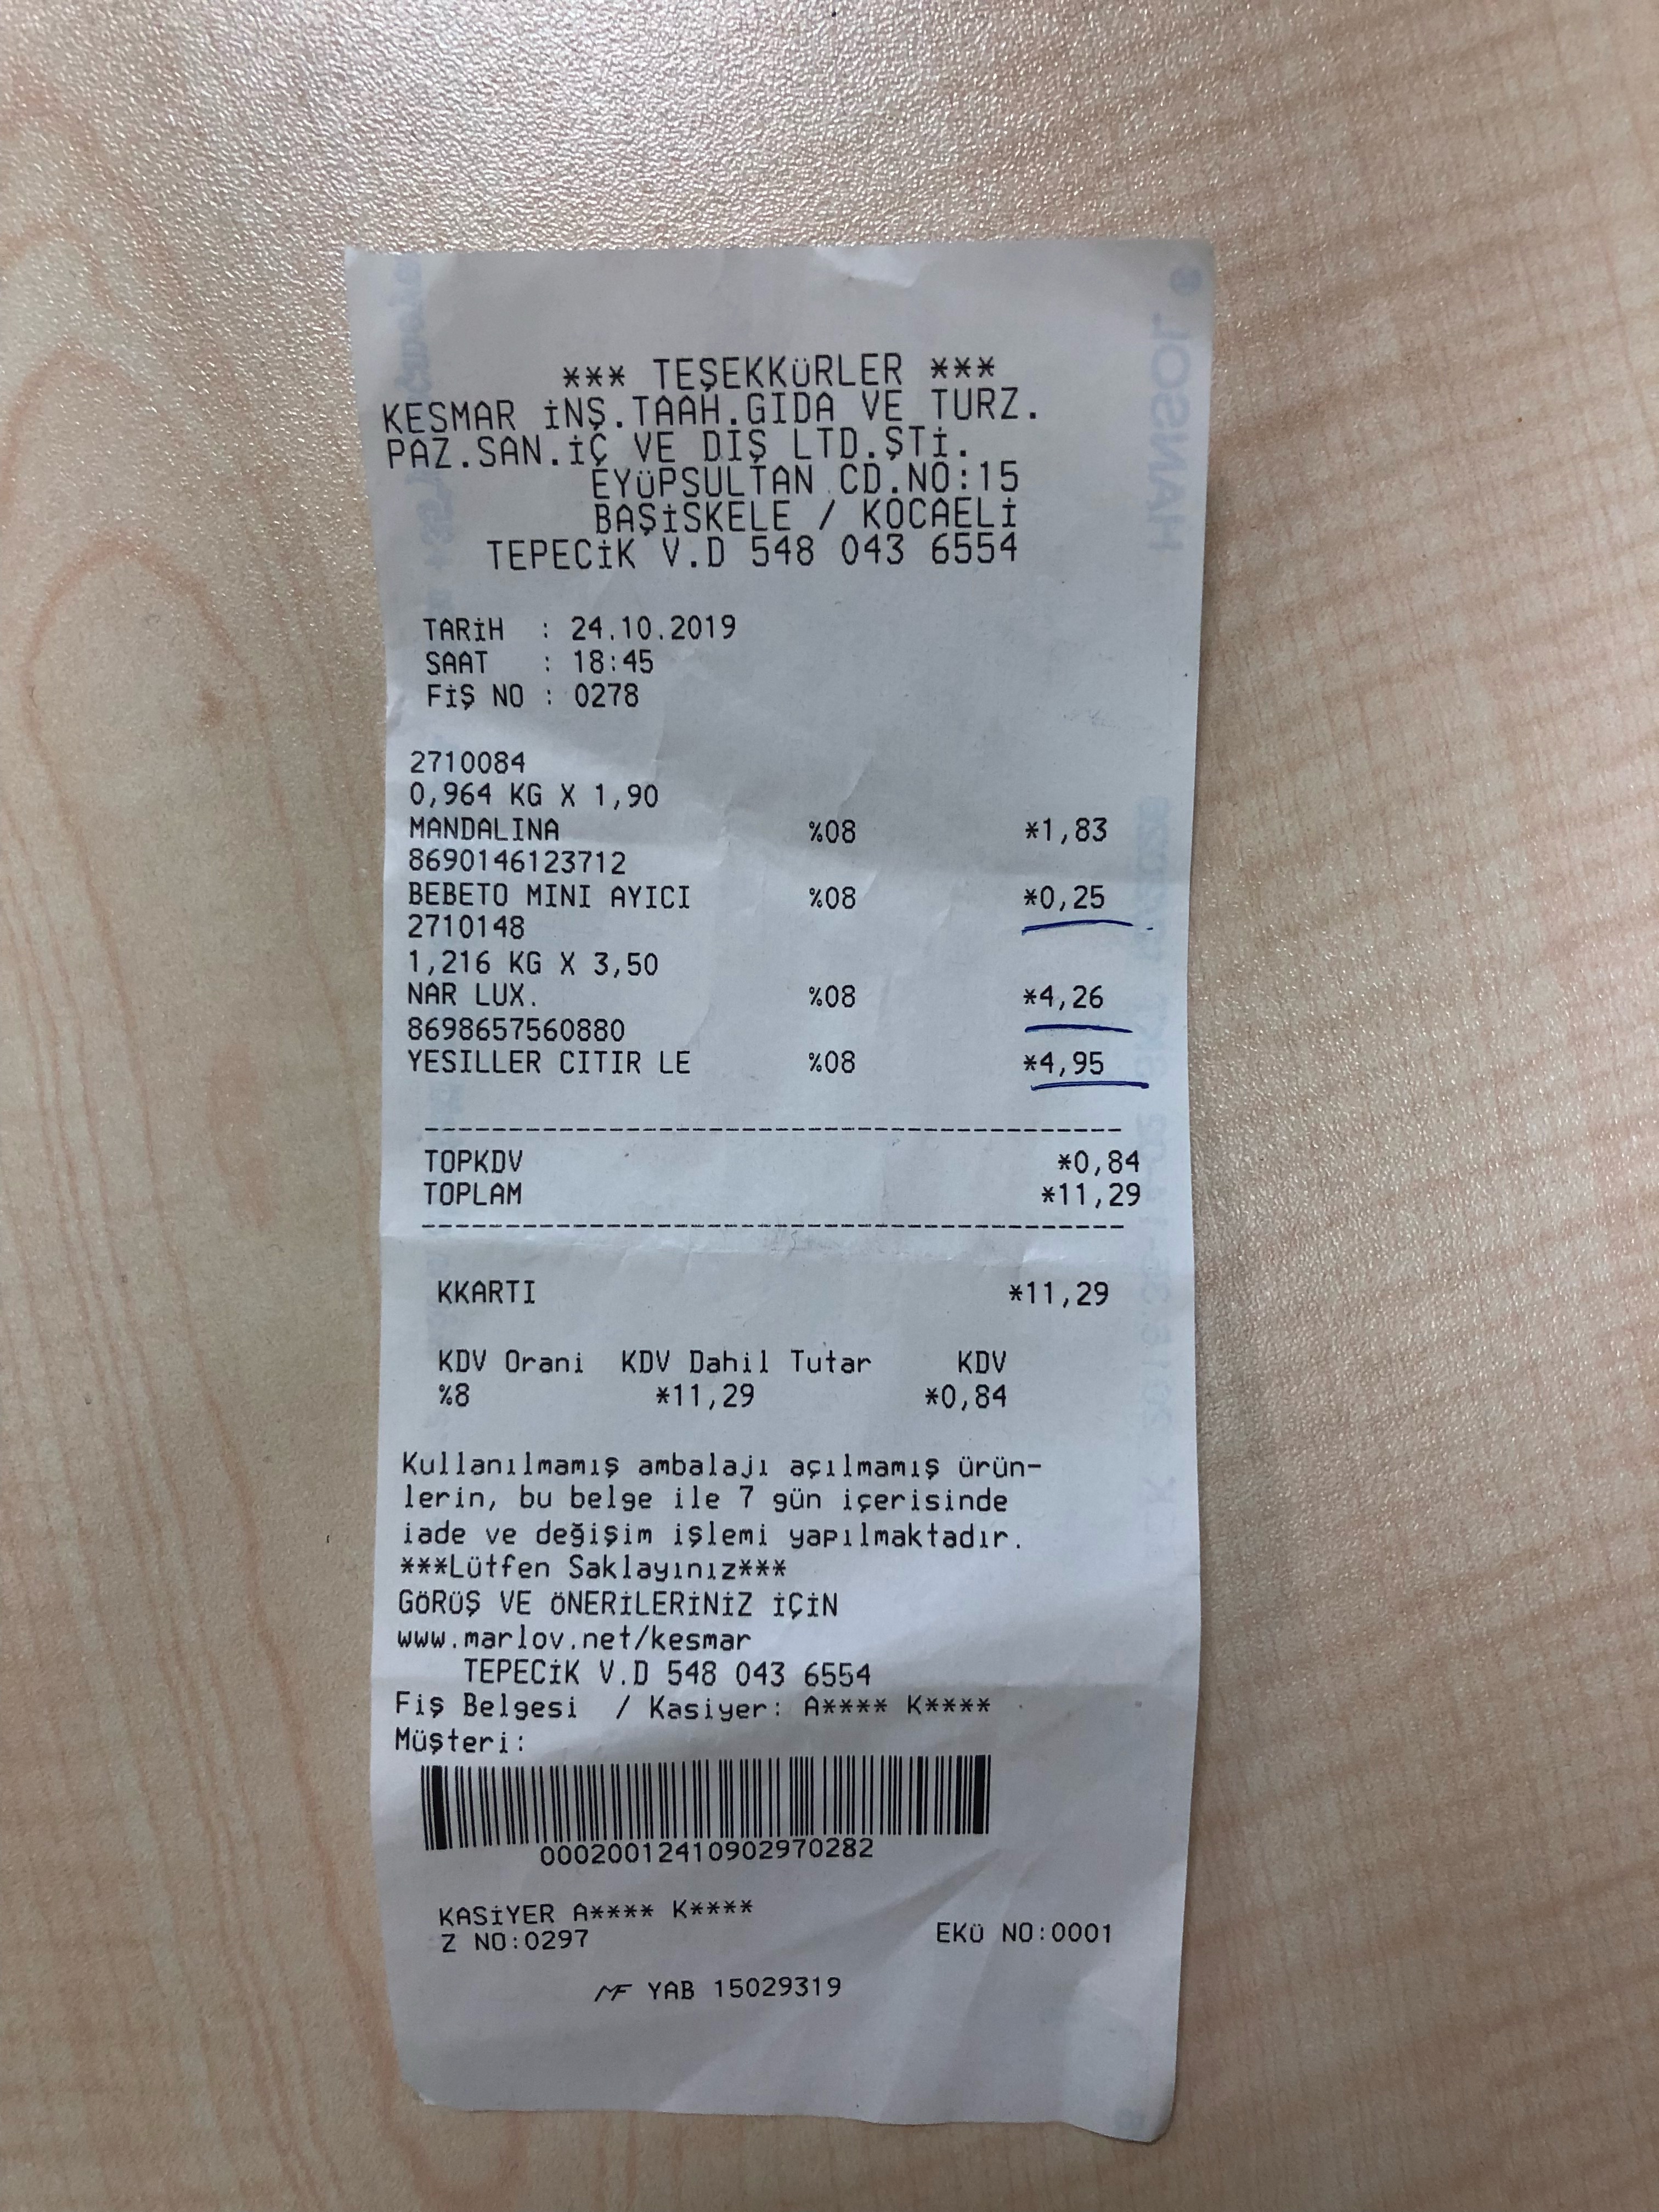 *** TEŞEKKÜRLER ***
KESMAR İNŞ.TAAH.GIDA VE TURZ.
PAZ.SAN.İÇ VE DIŞ LTD.ŞTİ.
EYÜPSULTAN CD.NO:15
BAŞİSKELE / KOCAELİ
TEPECİK V.D 548 043 6554
TARİH : 24.10.2019
SAAT : 18:45
FİŞ NO : 0278
2710084
0,964 KG X 1,90
MANDALINA %08 *1,83
8690146123712
BEBETO MINI AYICI %08 *0,25
2710148
1,216 KG X 3,50
NAR LUX. %08 *4,26
8698657560880
YESILLER CITIR LE %08 *4,95
TOPKDV *0,84
TOPLAM *11,29
KKARTI *11,29
KDV Orani KDV Dahil Tutar KDV
%8 *11,29 *0,84
Kullanılmamış ambalajı açılmamış ürün-
lerin, bu belge ile 7 gün içerisinde
iade ve değişim işlemi yapılmaktadır.
***Lütfen Saklayınız***
GÖRÜŞ VE ÖNERİLERİNİZ İÇİN
www.marlov.net/kesmar
TEPECİK V.D 548 043 6554
Fiş Belgesi / Kasiyer: A**** K****
Müşteri:
00020012410902970282
KASİYER A**** K****
Z NO:0297 EKÜ NO:0001
MF YAB 15029319
HANSOL